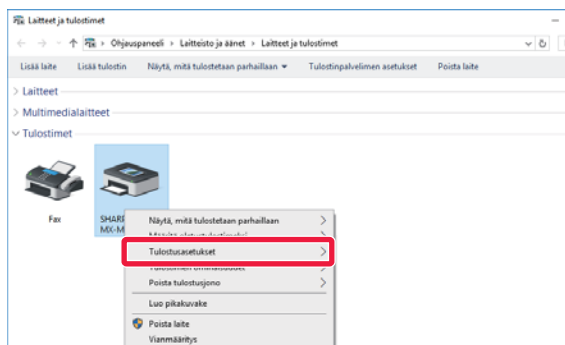 Laitteet ja tulostimet
Ohjauspaneeli > Laitteisto ja äänet > Laitteet ja tulostimet
Lisää laite Lisää tulostin Näytä, mitä tulostetaan parhaillaan Tulostinpalvelimen asetukset Poista laite
Laitteet
Multimedialaitteet
Tulostimet
Fax
SHARP
MX-M
Näytä, mitä tulostetaan parhaillaan
Tulostusasetukset
Poista tulostusjono
Luo pikakuvake
Poista laite
Vianmääritys